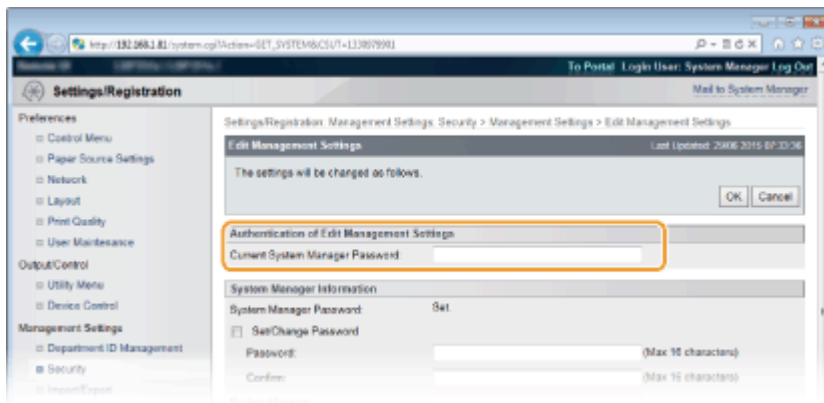 http://192.168.1.81/system.cgi?Action=GET_SYSTEM&CSUT=1330979901
To Portal Login User: System Manager Log Out
Settings/Registration
Mail to System Manager
Preferences
Control Menu
Paper Source Settings
Network
Layout
Print Quality
User Maintenance
Output/Control
Utility Menu
Device Control
Management Settings
Department ID Management
Security
Import/Export
Settings/Registration: Management Settings: Security > Management Settings > Edit Management Settings
Edit Management Settings
Last Updated: 29/06 2015 07:33:36
The settings will be changed as follows.
OK Cancel
Authentication of Edit Management Settings
Current System Manager Password:
System Manager Information
System Manager Password: Set.
Set/Change Password
Password: (Max 16 characters)
Confirm: (Max 16 characters)